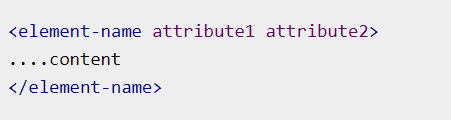 <element-name attribute1 attribute2>
....content
</element-name>